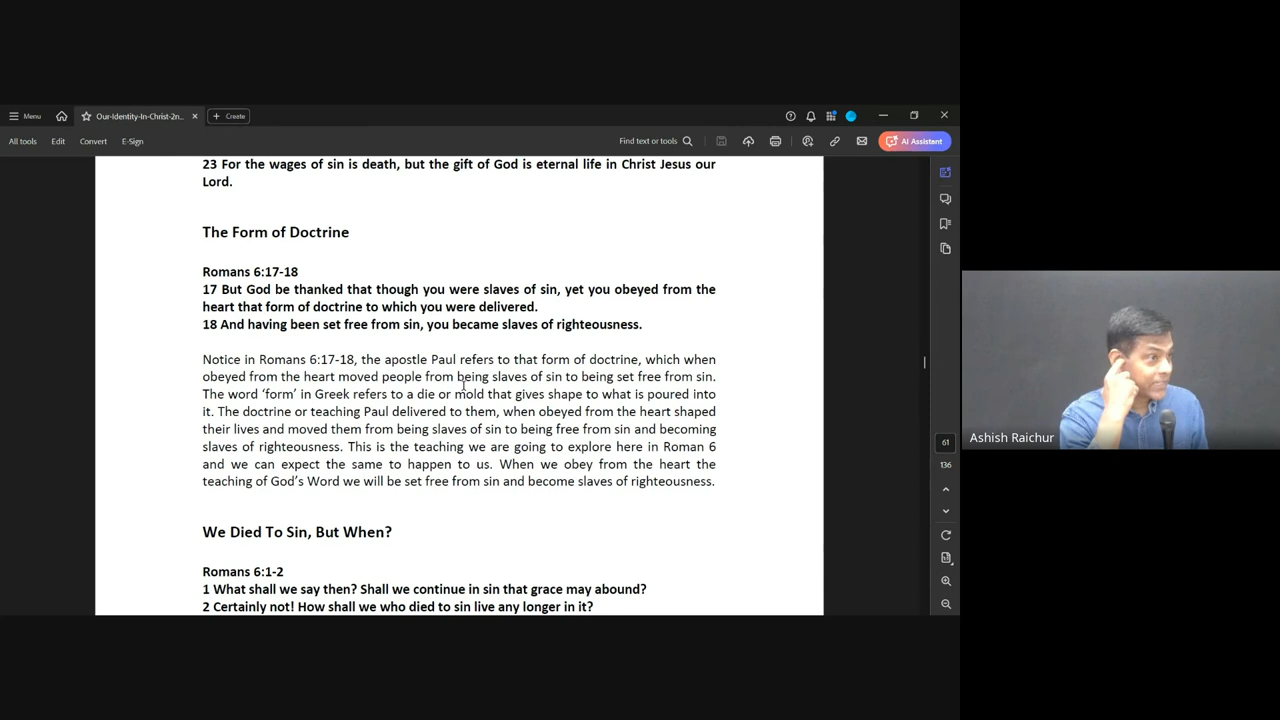 Menu
Our-Identity-In-Christ-2n...
Create
All tools
Edit
Convert
E-Sign
Find text or tools
AI Assistant
23 For the wages of sin is death, but the gift of God is eternal life in Christ Jesus our
Lord.
The Form of Doctrine
Romans 6:17-18
17 But God be thanked that though you were slaves of sin, yet you obeyed from the
heart that form of doctrine to which you were delivered.
18 And having been set free from sin, you became slaves of righteousness.
Notice in Romans 6:17-18, the apostle Paul refers to that form of doctrine, which when
obeyed from the heart moved people from being slaves of sin to being set free from sin.
The word ‘form’ in Greek refers to a die or mold that gives shape to what is poured into
it. The doctrine or teaching Paul delivered to them, when obeyed from the heart shaped
their lives and moved them from being slaves of sin to being free from sin and becoming
slaves of righteousness. This is the teaching we are going to explore here in Roman 6
and we can expect the same to happen to us. When we obey from the heart the
teaching of God’s Word we will be set free from sin and become slaves of righteousness.
We Died To Sin, But When?
Romans 6:1-2
1 What shall we say then? Shall we continue in sin that grace may abound?
2 Certainly not! How shall we who died to sin live any longer in it?
61
136
Ashish Raichur